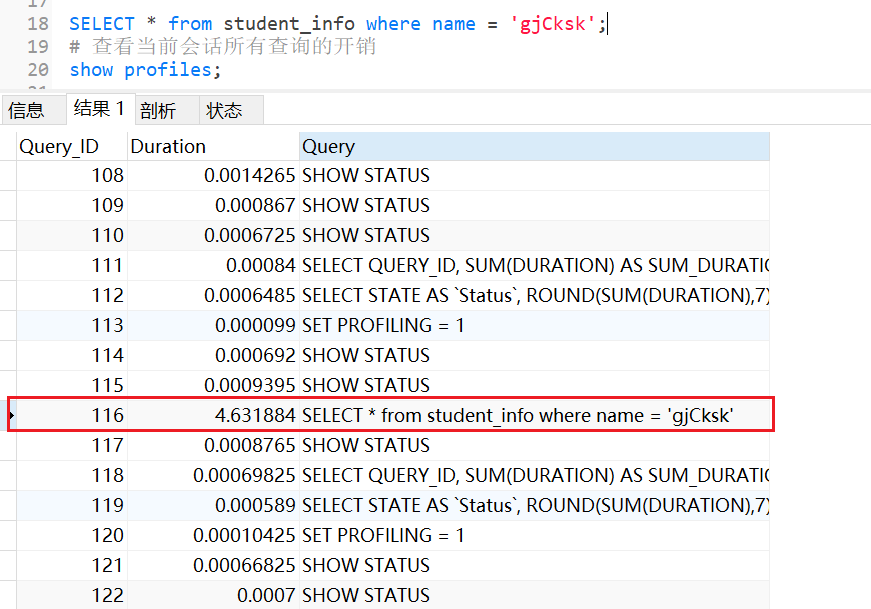 18 SELECT * from student_info where name = 'gjCksk';
19 # 查看当前会话所有查询的开销
20 show profiles;
信息 结果 1 剖析 状态
Query_ID Duration Query
108 0.0014265 SHOW STATUS
109 0.000867 SHOW STATUS
110 0.0006725 SHOW STATUS
111 0.00084 SELECT QUERY_ID, SUM(DURATION) AS SUM_DURATIO
112 0.0006485 SELECT STATE AS `Status`, ROUND(SUM(DURATION),7)
113 0.000099 SET PROFILING = 1
114 0.000692 SHOW STATUS
115 0.0009395 SHOW STATUS
116 4.631884 SELECT * from student_info where name = 'gjCksk'
117 0.0008765 SHOW STATUS
118 0.00069825 SELECT QUERY_ID, SUM(DURATION) AS SUM_DURATIO
119 0.000589 SELECT STATE AS `Status`, ROUND(SUM(DURATION),7)
120 0.00010425 SET PROFILING = 1
121 0.00066825 SHOW STATUS
122 0.0007 SHOW STATUS